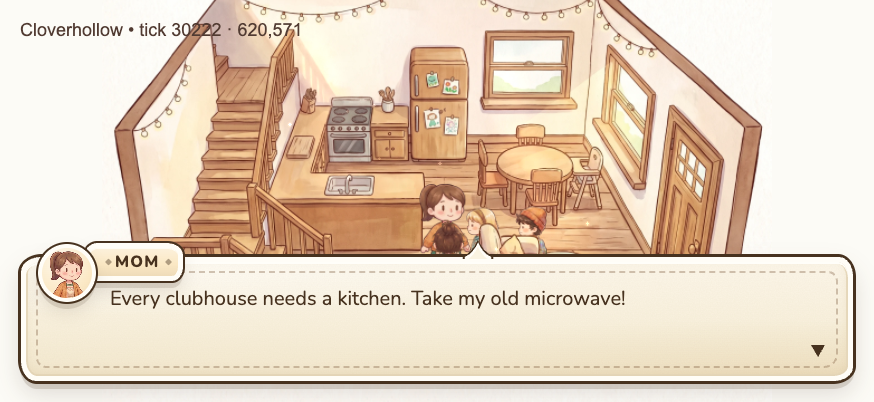 Cloverhollow • tick 30222 · 620,571
MOM
Every clubhouse needs a kitchen. Take my old microwave!